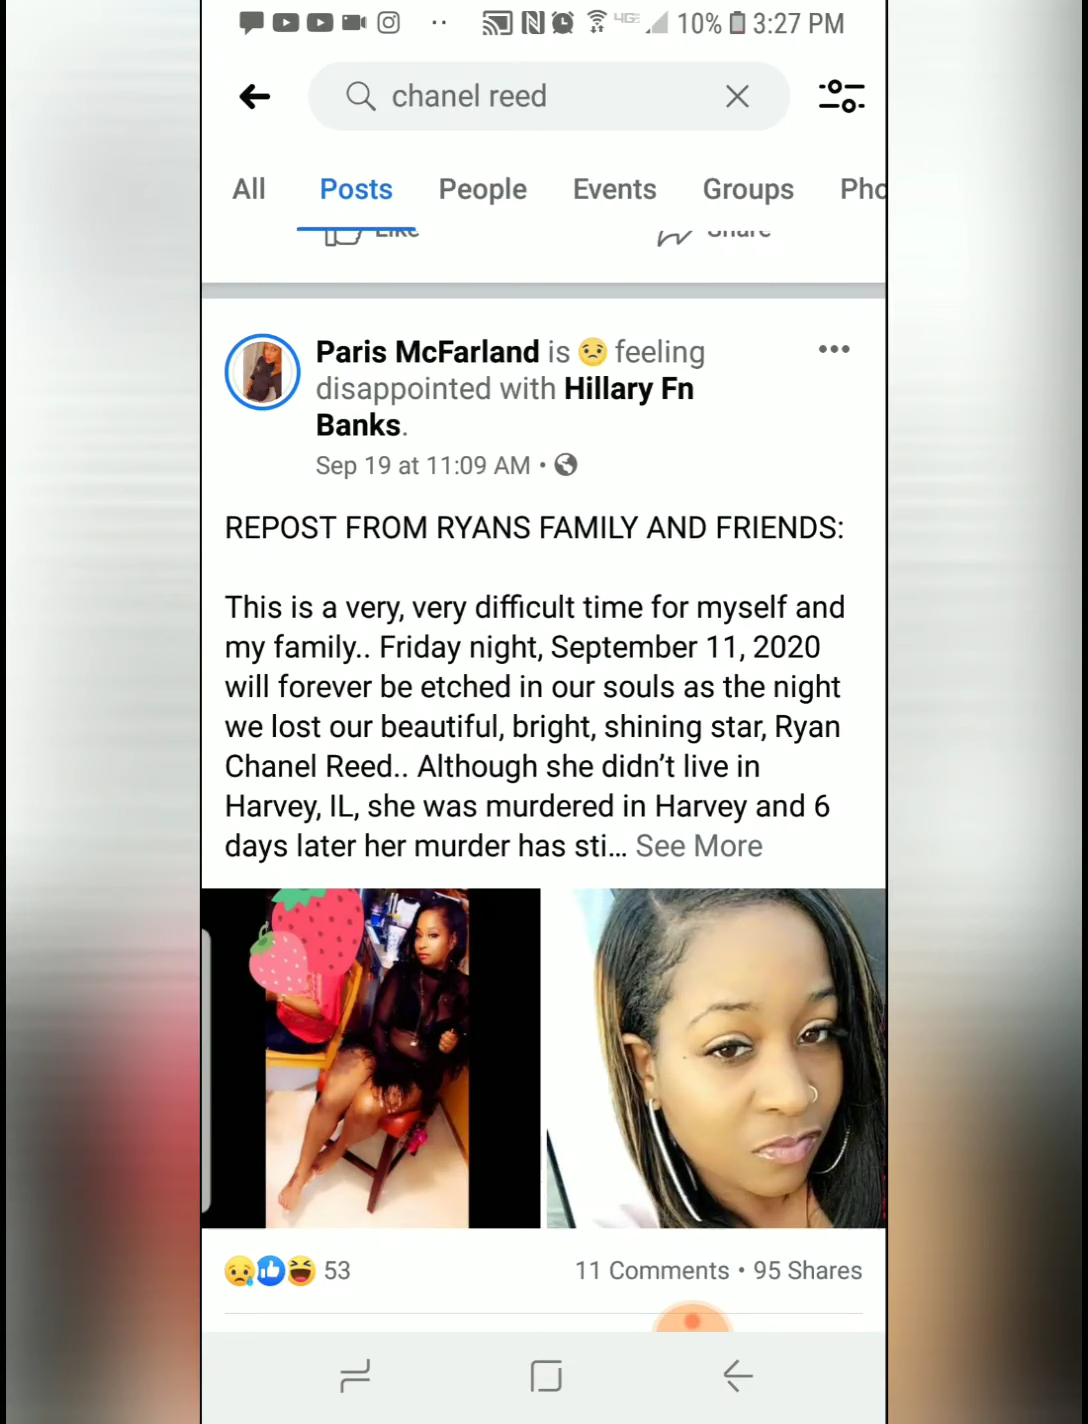 4GE 10% 3:27 PM
chanel reed
All Posts People Events Groups Pho
Like Share
Paris McFarland is 😟 feeling
disappointed with Hillary Fn
Banks.
Sep 19 at 11:09 AM •
REPOST FROM RYANS FAMILY AND FRIENDS:
This is a very, very difficult time for myself and
my family.. Friday night, September 11, 2020
will forever be etched in our souls as the night
we lost our beautiful, bright, shining star, Ryan
Chanel Reed.. Although she didn’t live in
Harvey, IL, she was murdered in Harvey and 6
days later her murder has sti... See More
53 11 Comments • 95 Shares